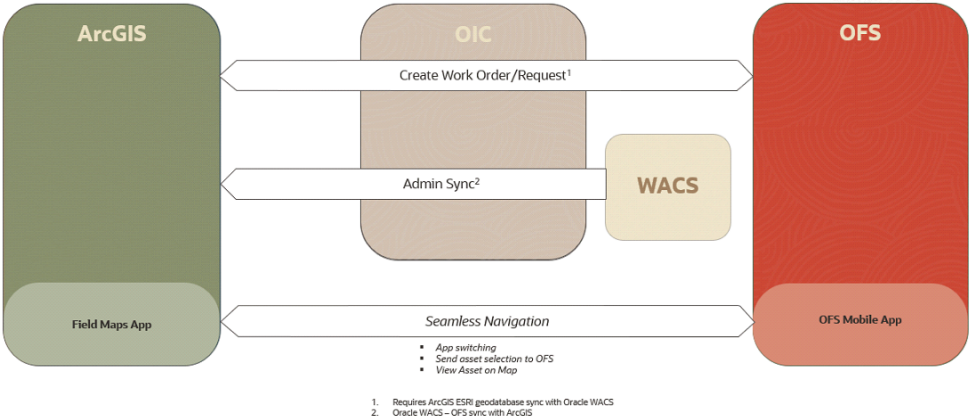 ArcGIS
OIC
OFS
Create Work Order/Request1
Admin Sync2
WACS
Field Maps App
Seamless Navigation
OFS Mobile App
▪ App switching
▪ Send asset selection to OFS
▪ View Asset on Map
1. Requires ArcGIS ESRI geodatabase sync with Oracle WACS
2. Oracle WACS – OFS sync with ArcGIS